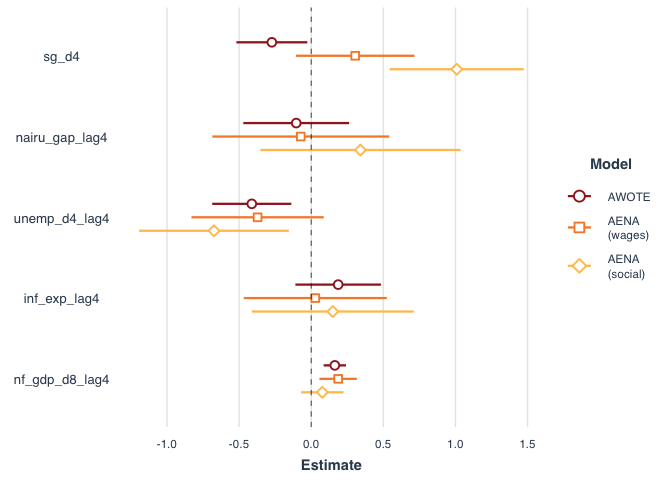 sg_d4
nairu_gap_lag4
unemp_d4_lag4
inf_exp_lag4
nf_gdp_d8_lag4
-1.0 -0.5 0.0 0.5 1.0 1.5
Estimate
Model
AWOTE
AENA
(wages)
AENA
(social)